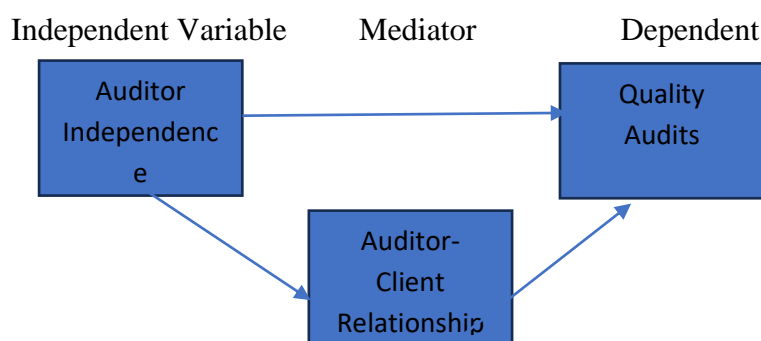 Independent Variable Mediator Dependent
Auditor
Independenc
e
Quality
Audits
Auditor-
Client
Relationship